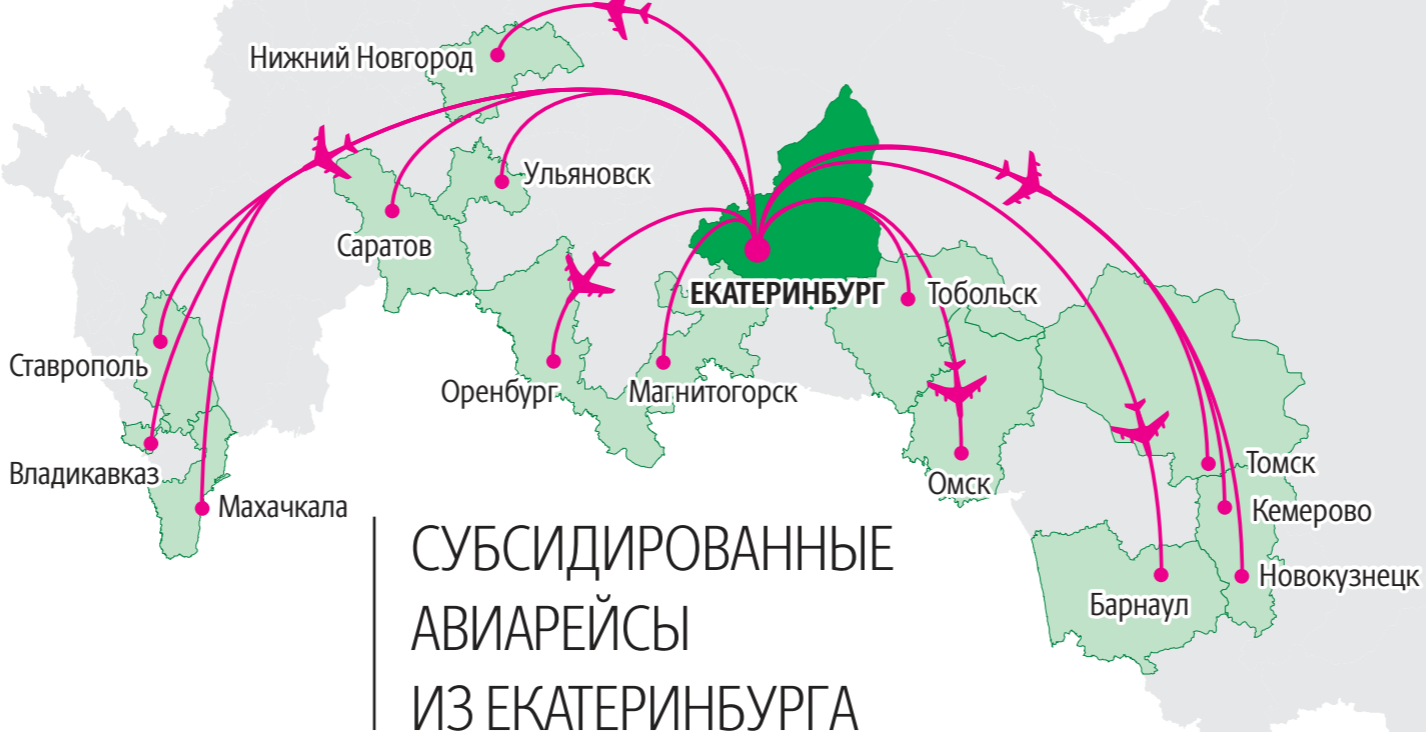 Нижний Новгород
Ульяновск
Саратов
ЕКАТЕРИНБУРГ
Тобольск
Ставрополь
Оренбург
Магнитогорск
Владикавказ
Омск
Томск
Махачкала
Кемерово
Новокузнецк
Барнаул
СУБСИДИРОВАННЫЕ
АВИАРЕЙСЫ
ИЗ ЕКАТЕРИНБУРГА